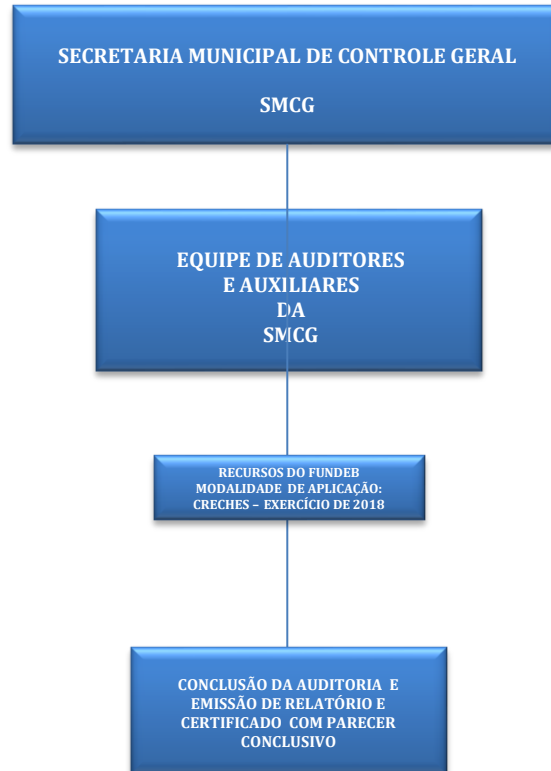 SECRETARIA MUNICIPAL DE CONTROLE GERAL
SMCG
EQUIPE DE AUDITORES
E AUXILIARES
DA
SMCG
RECURSOS DO FUNDEB
MODALIDADE DE APLICAÇÃO:
CRECHES – EXERCÍCIO DE 2018
CONCLUSÃO DA AUDITORIA E
EMISSÃO DE RELATÓRIO E
CERTIFICADO COM PARECER
CONCLUSIVO